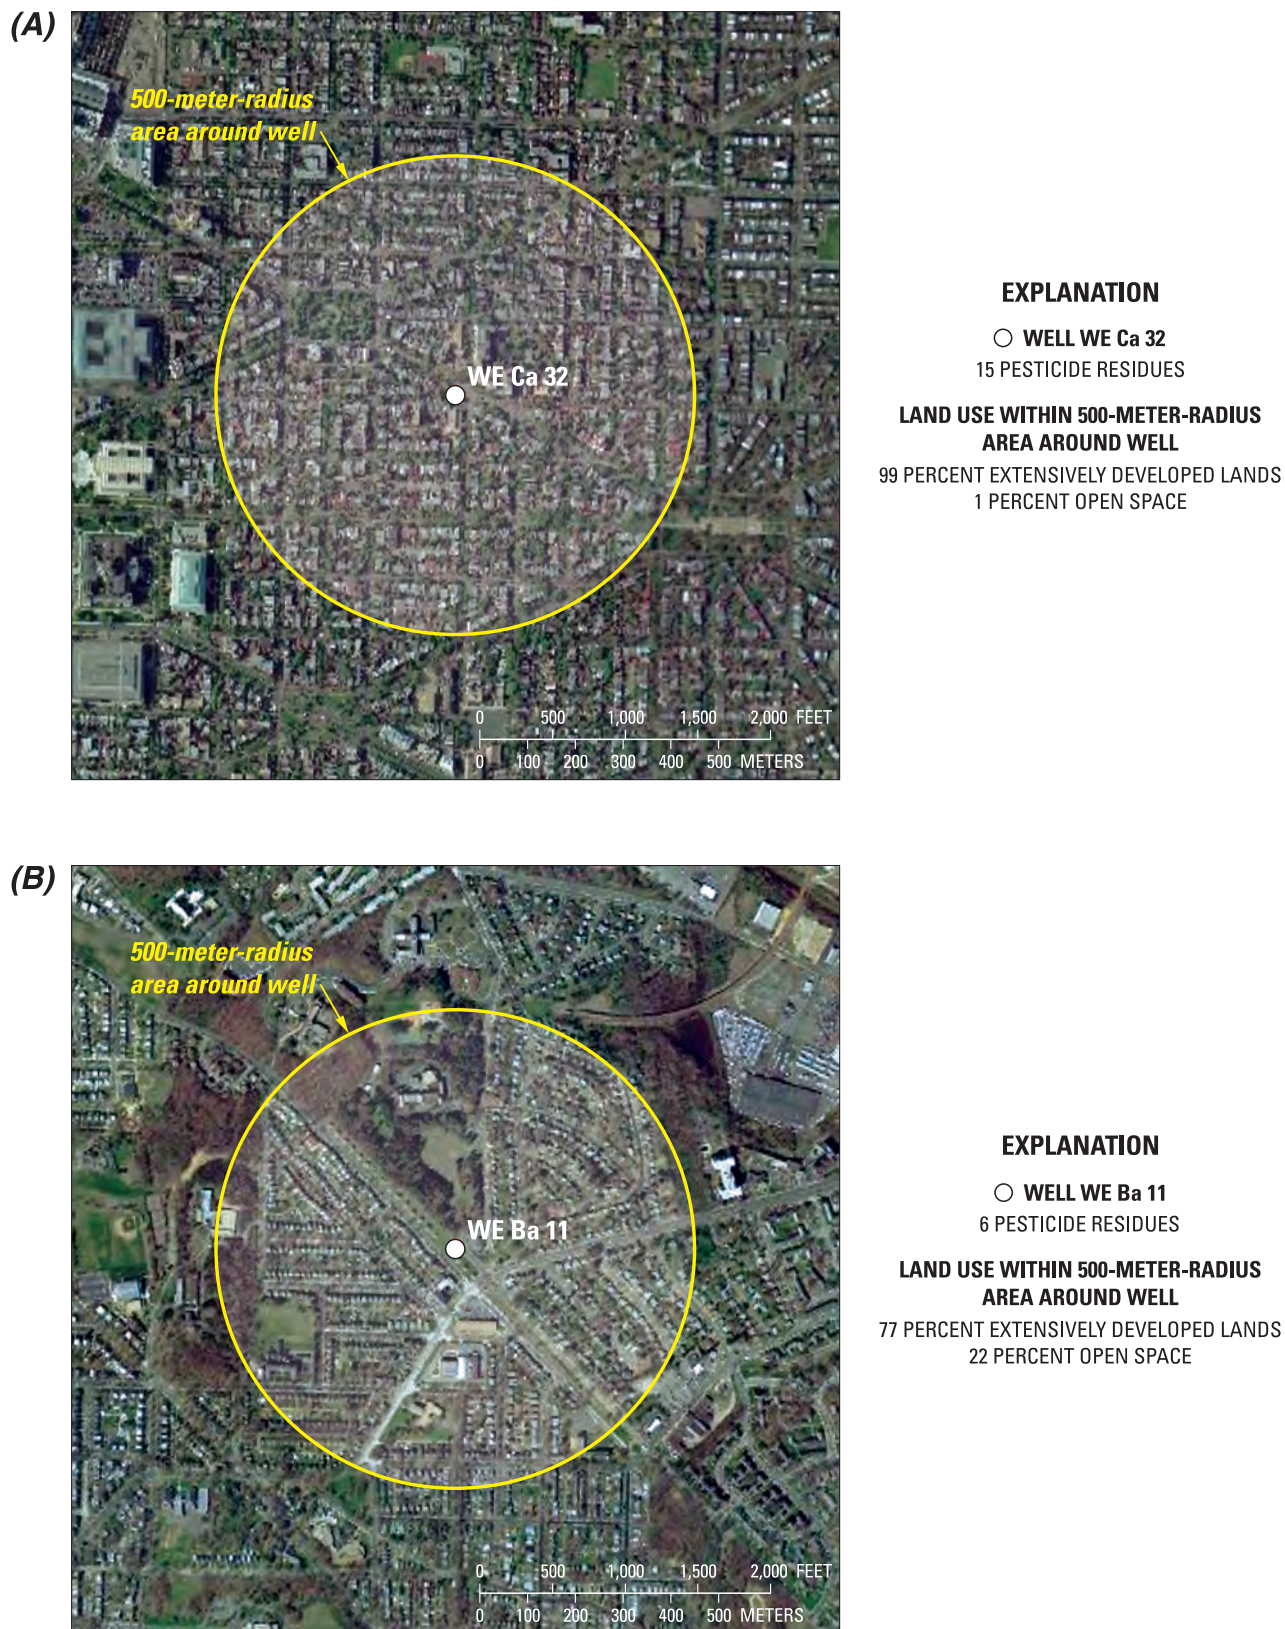 (A)
500-meter-radius
area around well
WE Ca 32
0 500 1,000 1,500 2,000 FEET
0 100 200 300 400 500 METERS
EXPLANATION
WELL WE Ca 32
15 PESTICIDE RESIDUES
LAND USE WITHIN 500-METER-RADIUS
AREA AROUND WELL
99 PERCENT EXTENSIVELY DEVELOPED LANDS
1 PERCENT OPEN SPACE
(B)
500-meter-radius
area around well
WE Ba 11
0 500 1,000 1,500 2,000 FEET
0 100 200 300 400 500 METERS
EXPLANATION
WELL WE Ba 11
6 PESTICIDE RESIDUES
LAND USE WITHIN 500-METER-RADIUS
AREA AROUND WELL
77 PERCENT EXTENSIVELY DEVELOPED LANDS
22 PERCENT OPEN SPACE